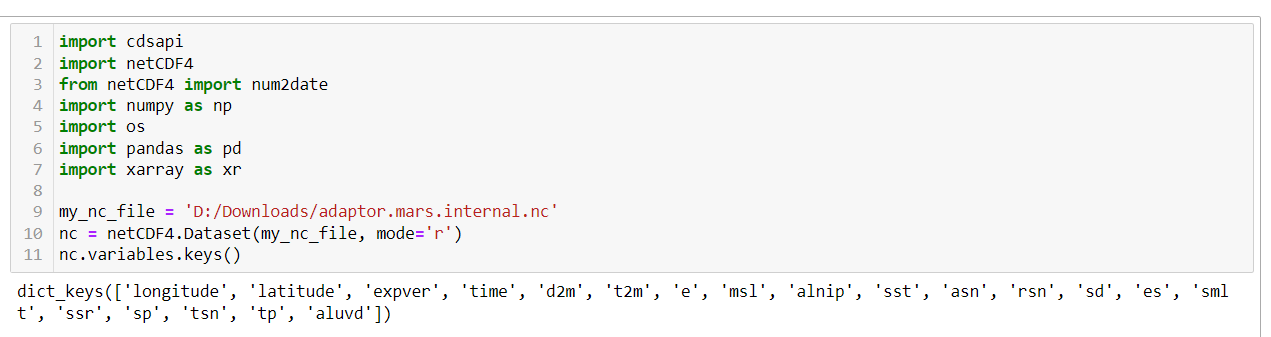 1 import cdsapi
2 import netCDF4
3 from netCDF4 import num2date
4 import numpy as np
5 import os
6 import pandas as pd
7 import xarray as xr
8
9 my_nc_file = 'D:/Downloads/adaptor.mars.internal.nc'
10 nc = netCDF4.Dataset(my_nc_file, mode='r')
11 nc.variables.keys()
dict_keys(['longitude', 'latitude', 'expver', 'time', 'd2m', 't2m', 'e', 'msl', 'alnip', 'sst', 'asn', 'rsn', 'sd', 'es', 'sml
t', 'ssr', 'sp', 'tsn', 'tp', 'aluvd'])